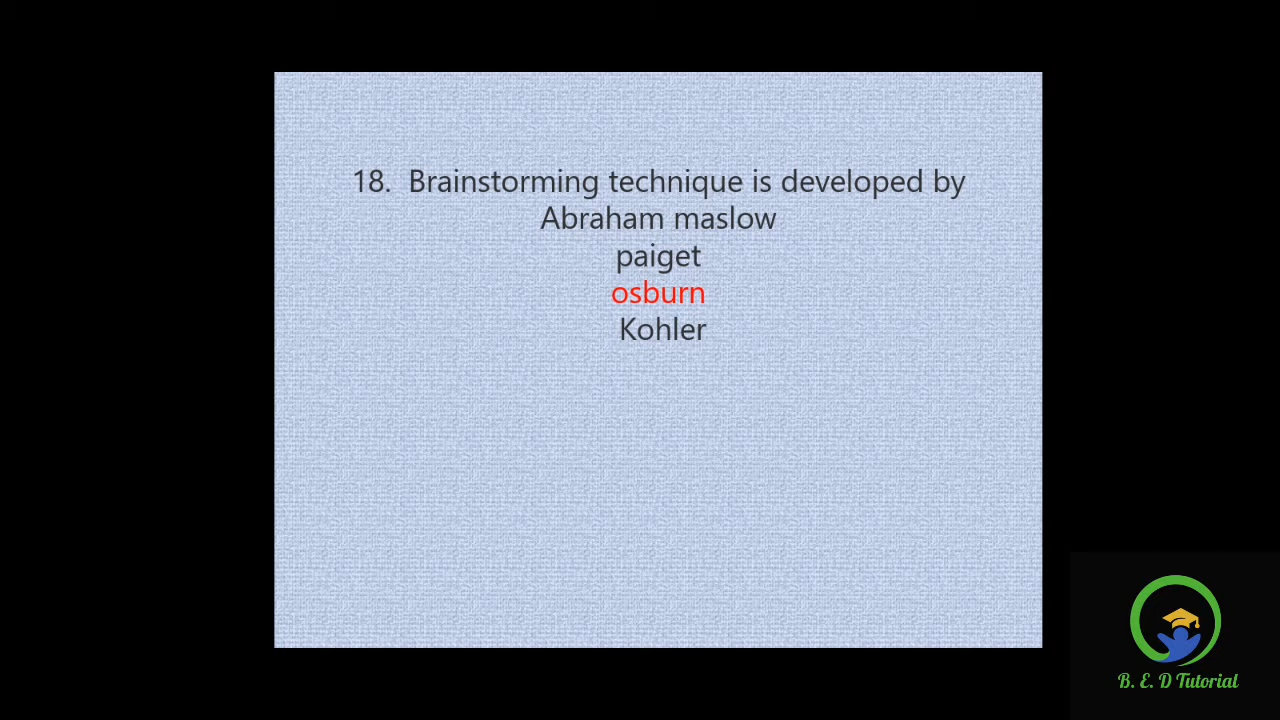 18. Brainstorming technique is developed by
Abraham maslow
paiget
osburn
Kohler
B. E. D Tutorial